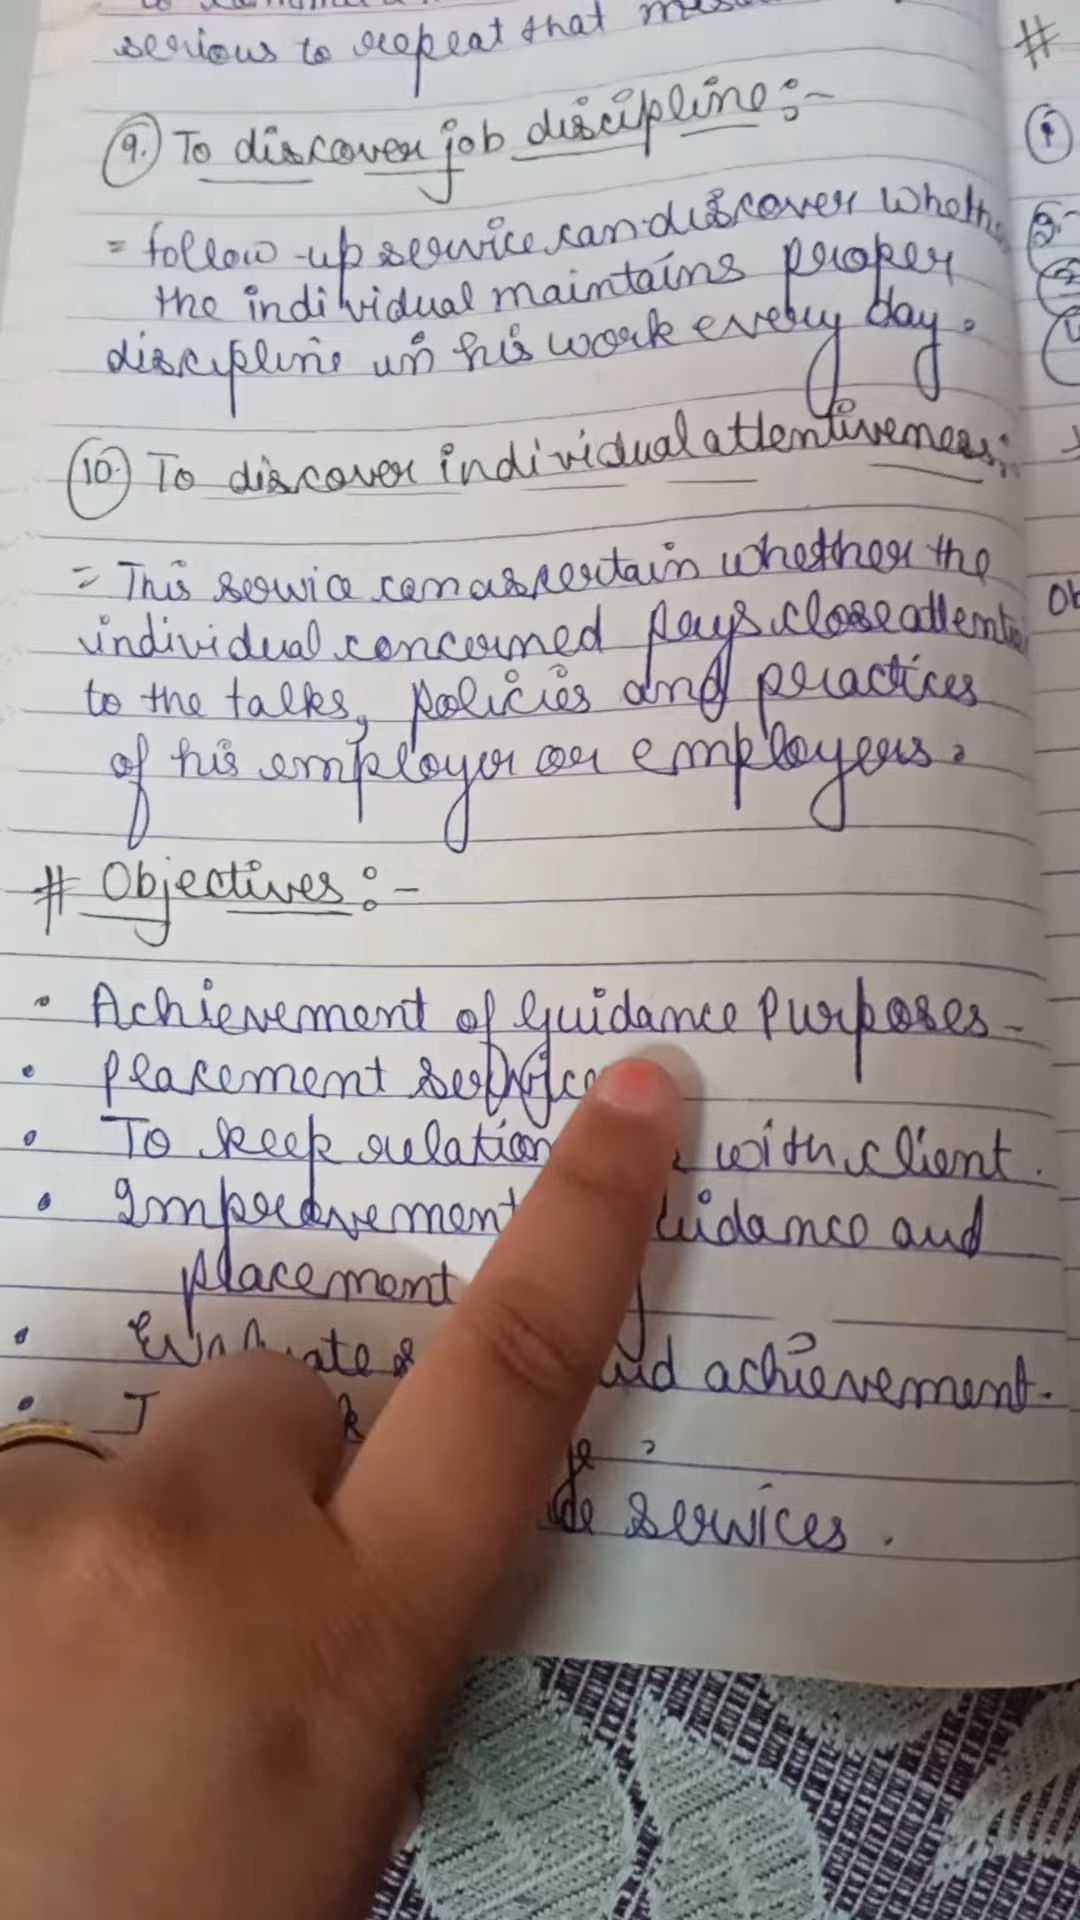 serious to repeat that
#
9. To discover job discipline :-
= follow-up service can discover
the individual maintains proper
discipline in his work every day.
10. To discover individual attentiveness:
= This service can ascertain whether the
individual concerned pays close
to the talks, policies and practices
of his employer or employers.
# Objectives :-
• Achievement of guidance purposes -
• placement
• To keep with client.
• Improvement and
placement
• achievement.
•
services.